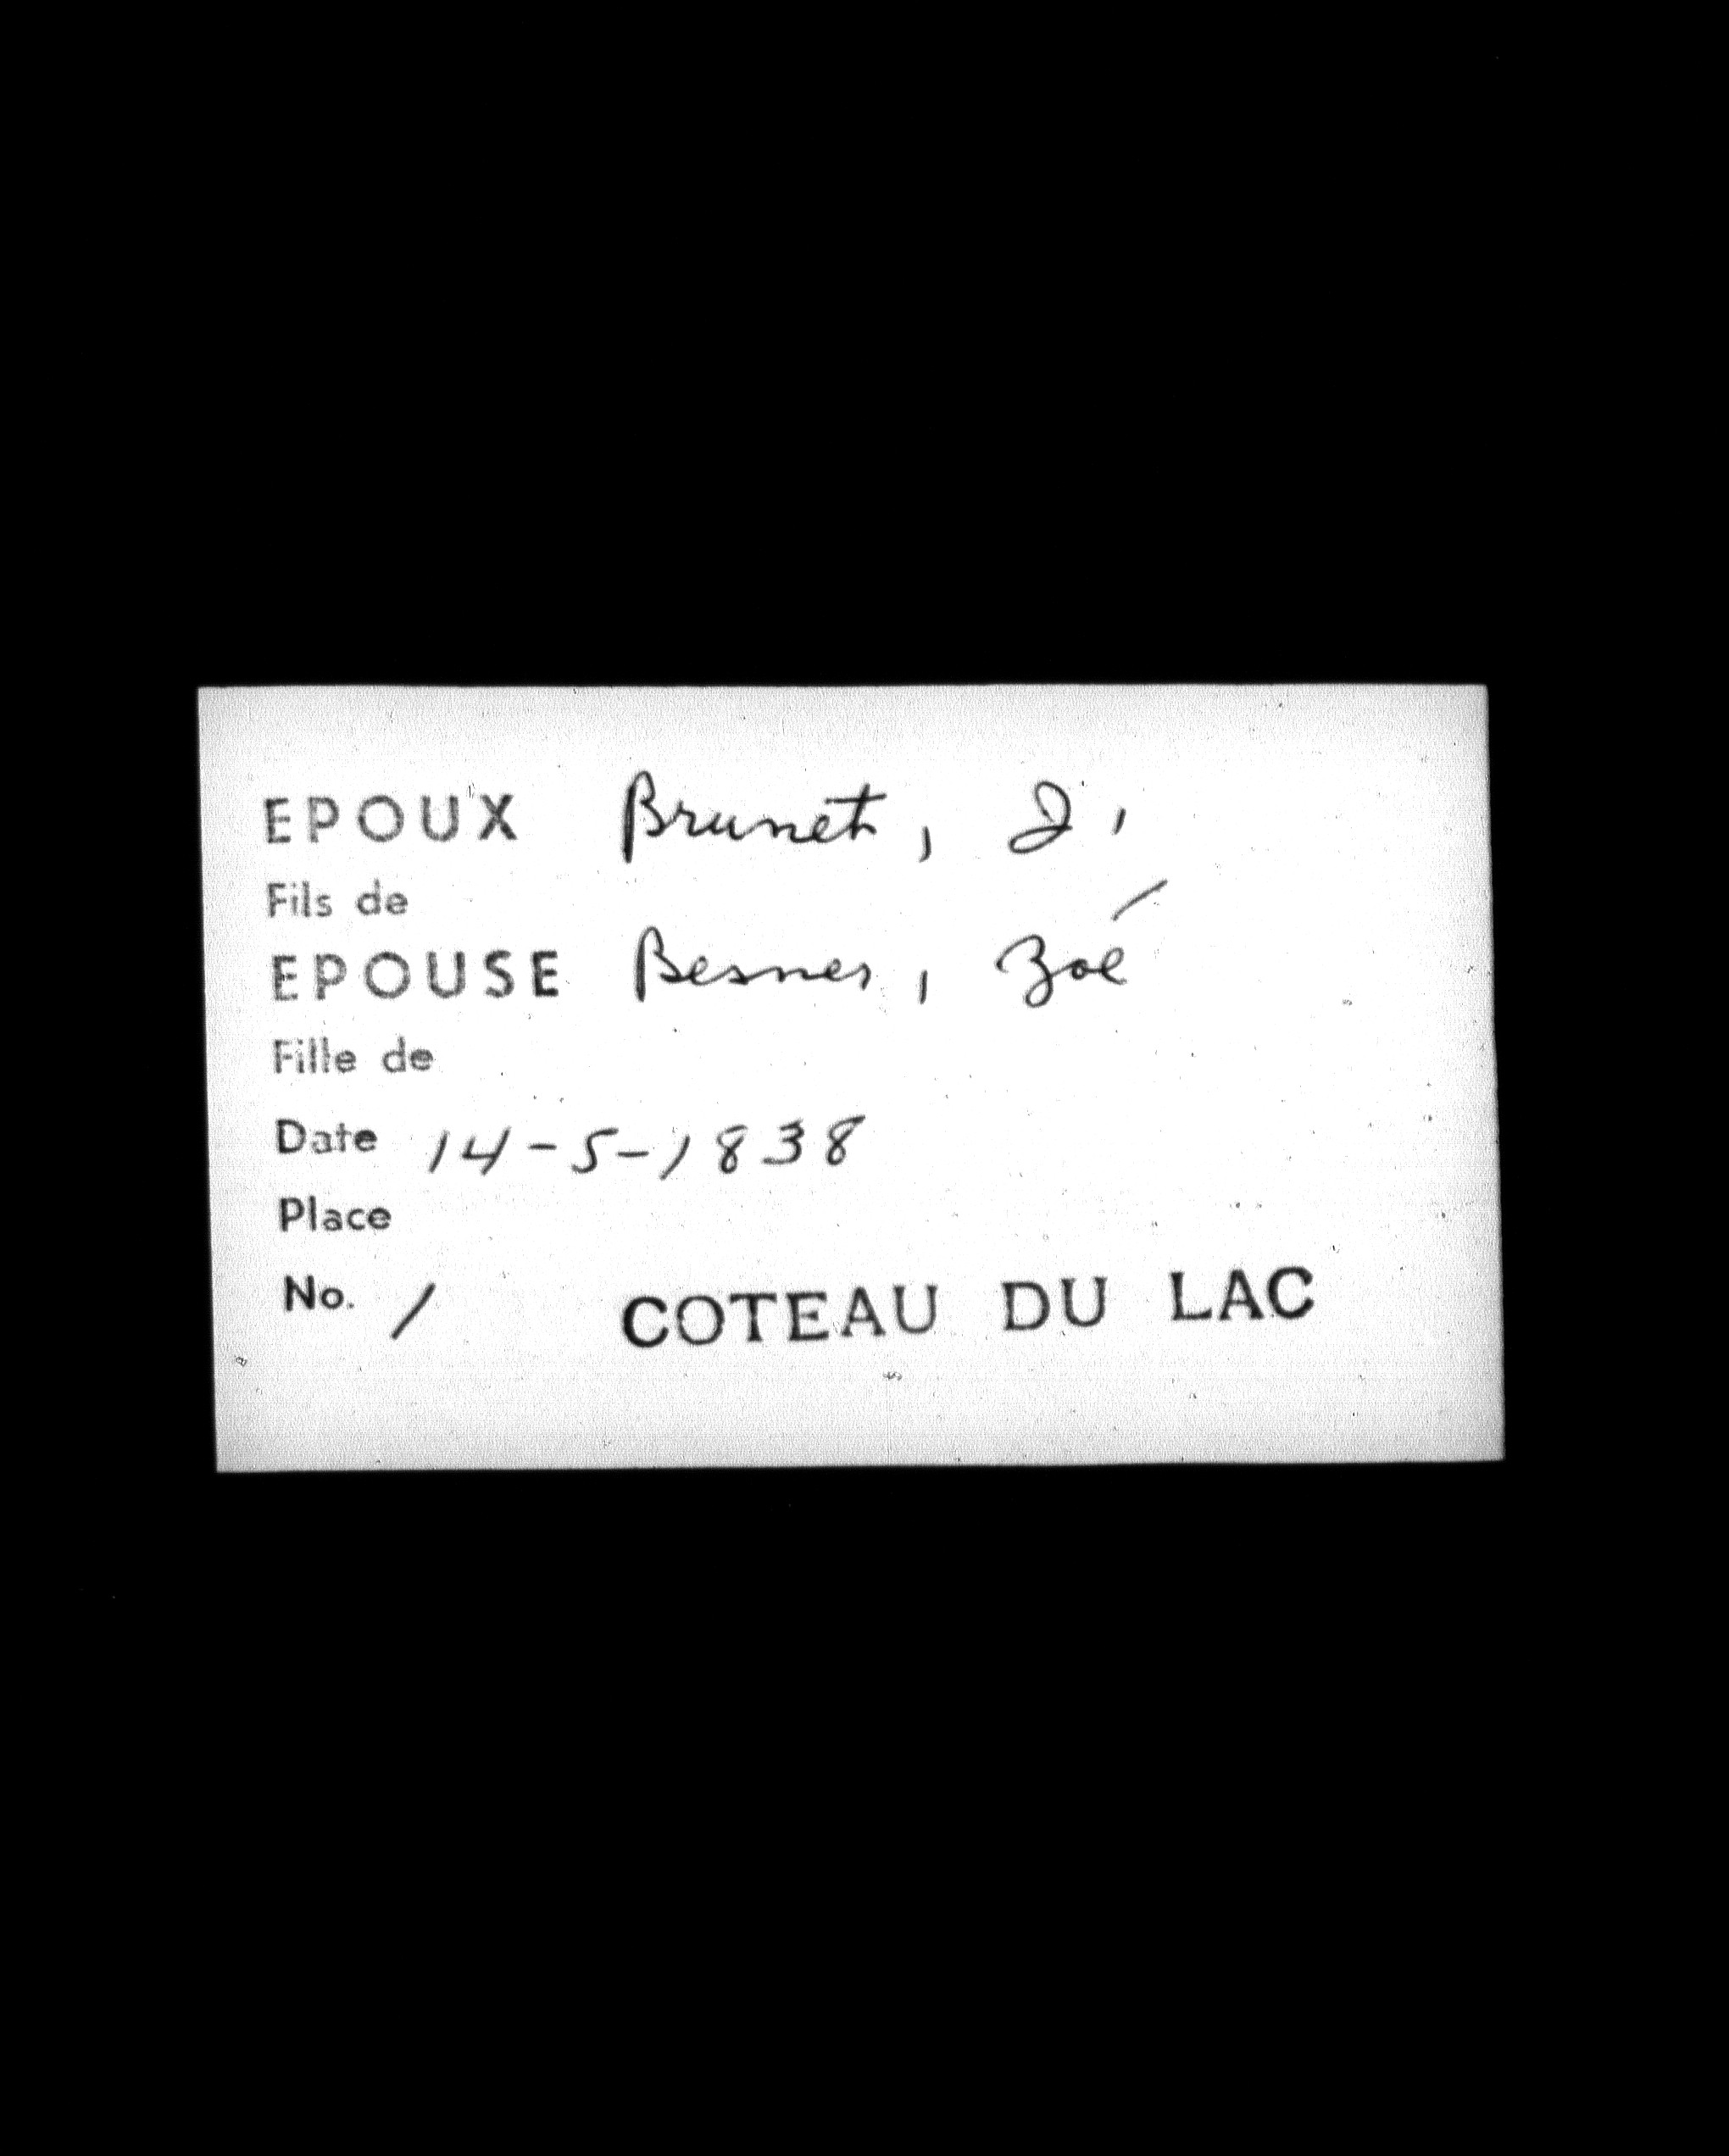 EPOUX Brunet, J.
Fils de
EPOUSE Besner, Zoé
Fille de
Date 14-5-1838
Place
No. 1 COTEAU DU LAC